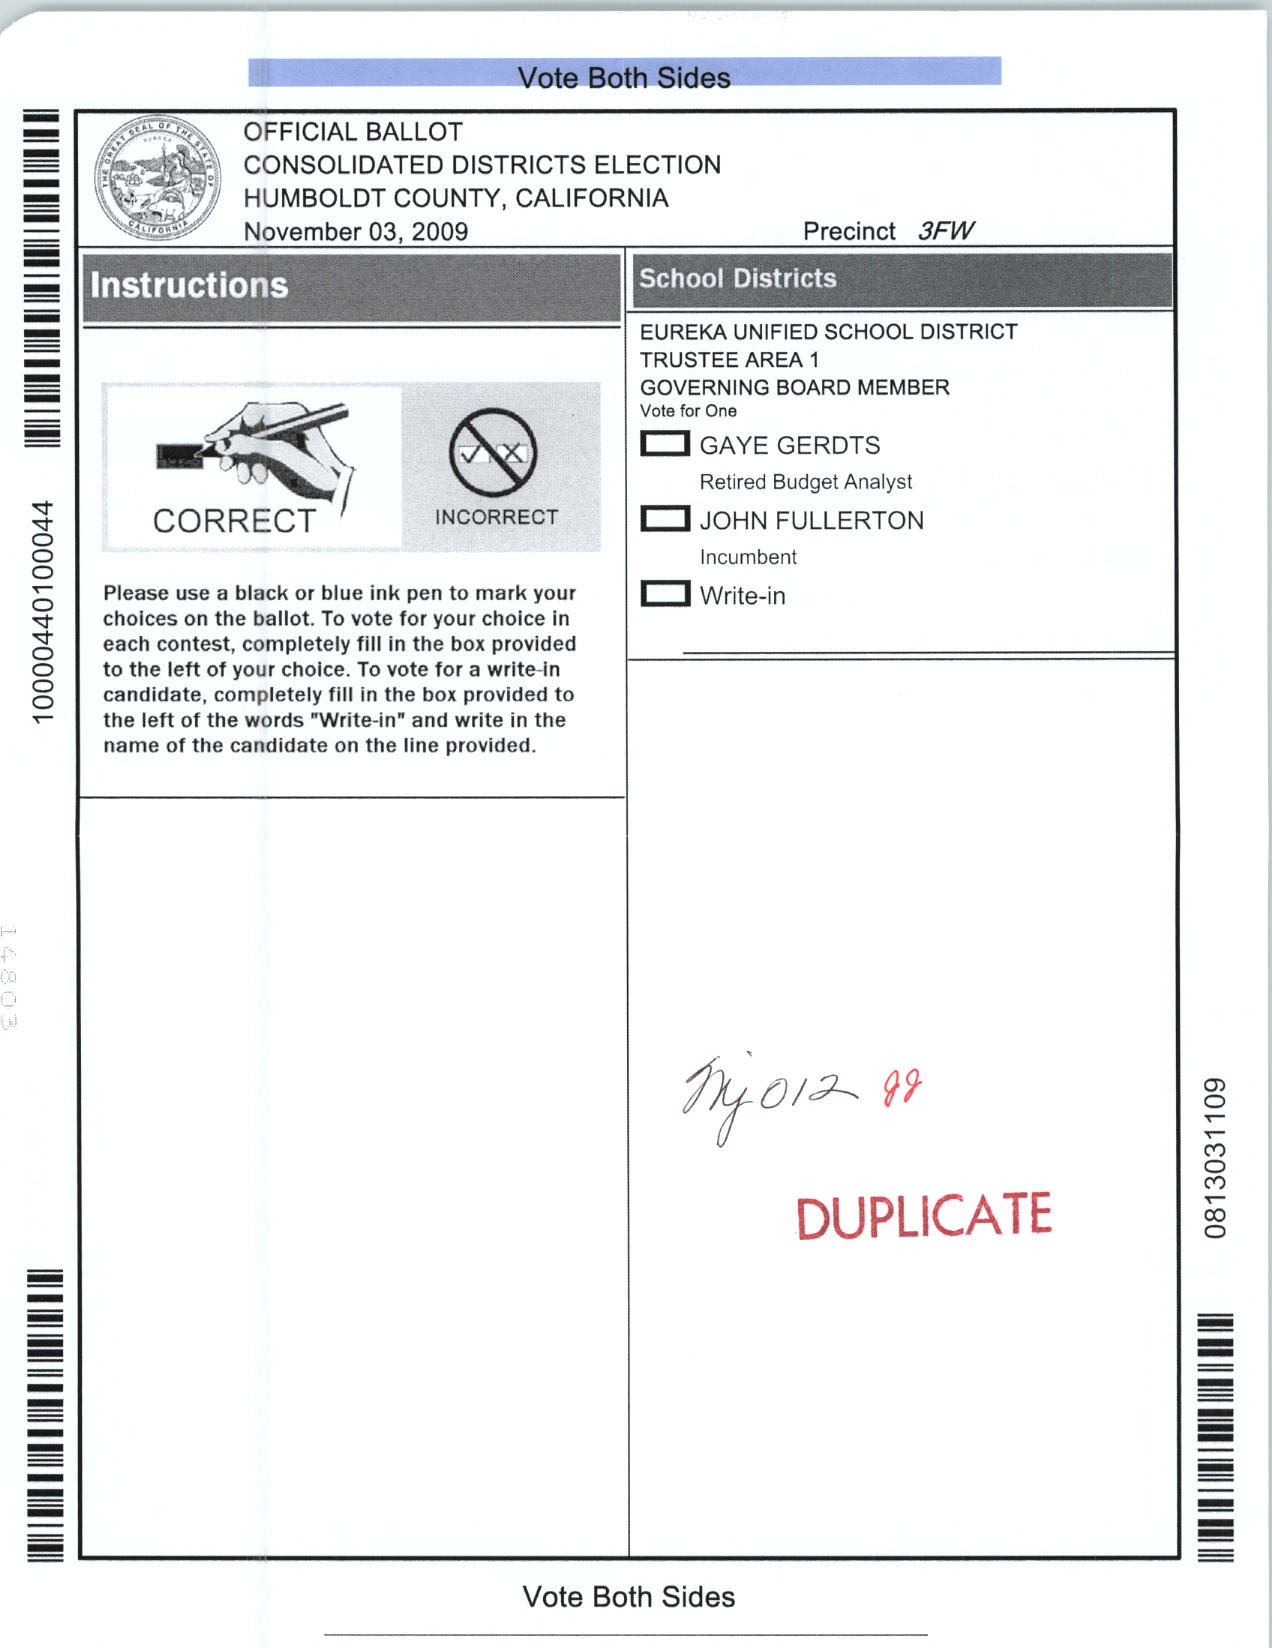 Vote Both Sides
OFFICIAL BALLOT
CONSOLIDATED DISTRICTS ELECTION
HUMBOLDT COUNTY, CALIFORNIA
November 03, 2009
Precinct 3FW
THE GREAT SEAL OF THE STATE OF CALIFORNIA
EUREKA
Instructions
CORRECT
INCORRECT
Please use a black or blue ink pen to mark your
choices on the ballot. To vote for your choice in
each contest, completely fill in the box provided
to the left of your choice. To vote for a write-in
candidate, completely fill in the box provided to
the left of the words "Write-in" and write in the
name of the candidate on the line provided.
School Districts
EUREKA UNIFIED SCHOOL DISTRICT
TRUSTEE AREA 1
GOVERNING BOARD MEMBER
Vote for One
GAYE GERDTS
Retired Budget Analyst
JOHN FULLERTON
Incumbent
Write-in
10000440100044
14803
012
DUPLICATE
0813031109
Vote Both Sides